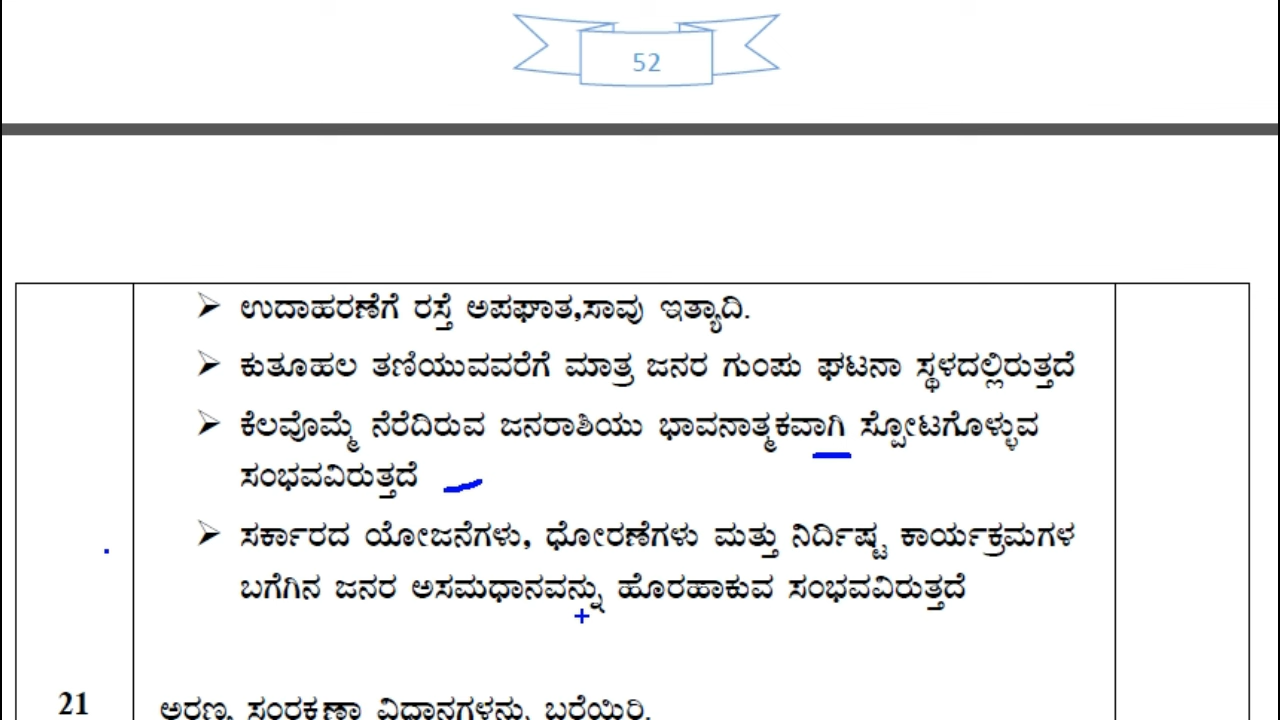 52
➢ ಉದಾಹರಣೆಗೆ ರಸ್ತೆ ಅಪಘಾತ,ಸಾವು ಇತ್ಯಾದಿ.
➢ ಕುತೂಹಲ ತಣಿಯುವವರೆಗೆ ಮಾತ್ರ ಜನರ ಗುಂಪು ಘಟನಾ ಸ್ಥಳದಲ್ಲಿರುತ್ತದೆ
➢ ಕೆಲವೊಮ್ಮೆ ನೆರೆದಿರುವ ಜನರಾಶಿಯು ಭಾವನಾತ್ಮಕವಾಗಿ ಸ್ಪೋಟಗೊಳ್ಳುವ
ಸಂಭವವಿರುತ್ತದೆ
➢ ಸರ್ಕಾರದ ಯೋಜನೆಗಳು, ಧೋರಣೆಗಳು ಮತ್ತು ನಿರ್ದಿಷ್ಟ ಕಾರ್ಯಕ್ರಮಗಳ
ಬಗೆಗಿನ ಜನರ ಅಸಮಧಾನವನ್ನು ಹೊರಹಾಕುವ ಸಂಭವವಿರುತ್ತದೆ
21 ಅರಣ್ಯ ಸಂರಕ್ಷಣಾ ವಿಧಾನಗಳನ್ನು ಬರೆಯಿರಿ.